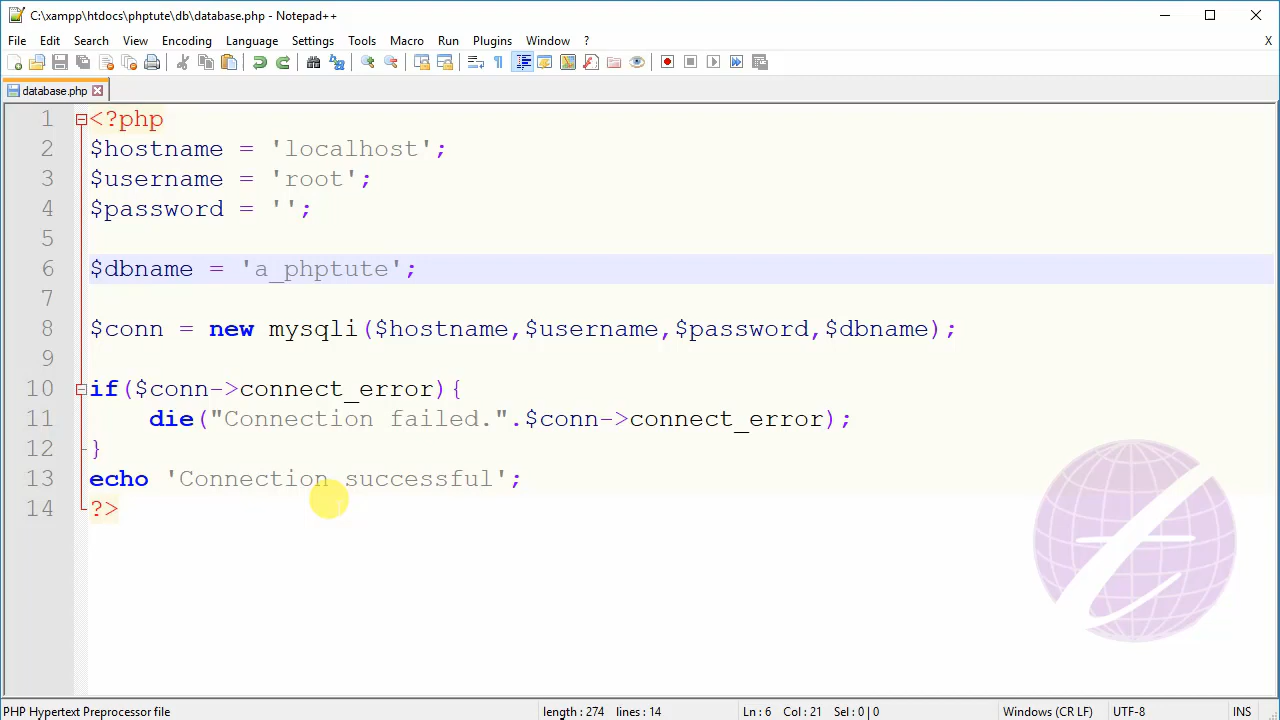 C:\xampp\htdocs\phptute\db\database.php - Notepad++
File Edit Search View Encoding Language Settings Tools Macro Run Plugins Window ? X
database.php
1 <?php
2 $hostname = 'localhost';
3 $username = 'root';
4 $password = '';
5
6 $dbname = 'a_phptute';
7
8 $conn = new mysqli($hostname,$username,$password,$dbname);
9
10 if($conn->connect_error){
11 die("Connection failed.".$conn->connect_error);
12 }
13 echo 'Connection successful';
14 ?>
PHP Hypertext Preprocessor file length : 274 lines : 14 Ln : 6 Col : 21 Sel : 0 | 0 Windows (CR LF) UTF-8 INS